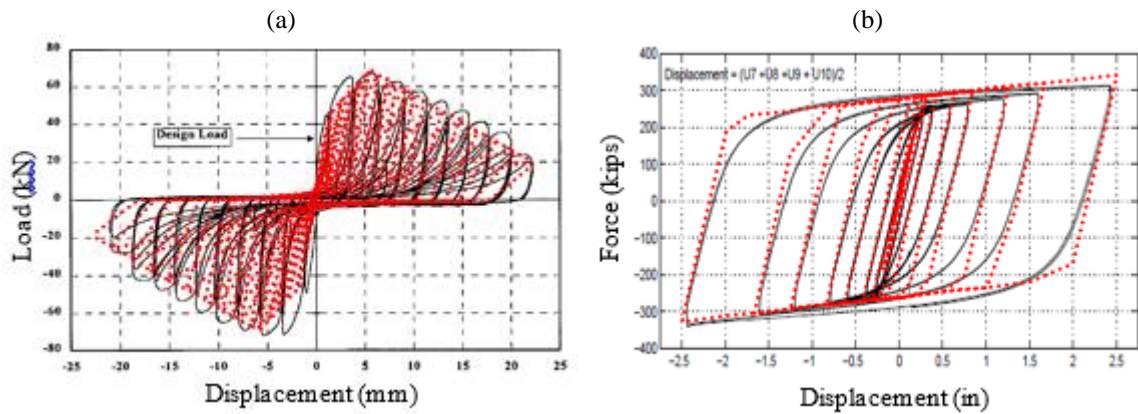 (a)
(b)
80
60
40
20
0
-20
-40
-60
-80
Load (kN)
Design Load
-25 -20 -15 -10 -5 0 5 10 15 20 25
Displacement (mm)
400
300
200
100
0
-100
-200
-300
-400
Force (kips)
Displacement = (U7 +U8 +U9 + U10)/2
-2.5 -2 -1.5 -1 -0.5 0 0.5 1 1.5 2 2.5
Displacement (in)